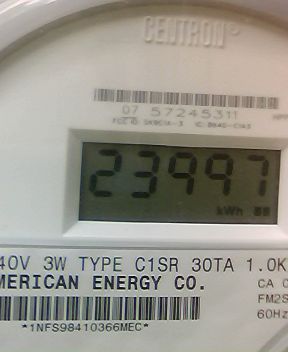 CENTRON®
07 57245311
23997
kWh
40V 3W TYPE C1SR 30TA 1.0K
MERICAN ENERGY CO.
CA 0
FM2S
60Hz
*1NFS98410366MEC*